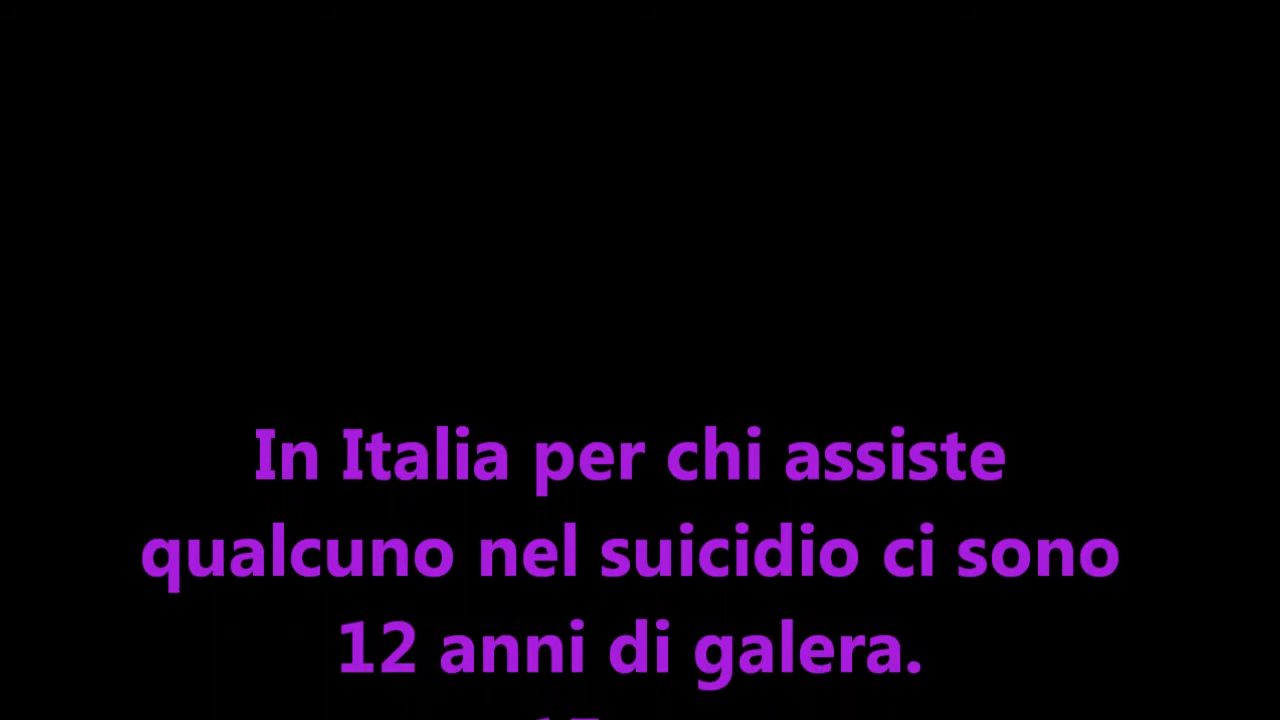 In Italia per chi assiste
qualcuno nel suicidio ci sono
12 anni di galera.